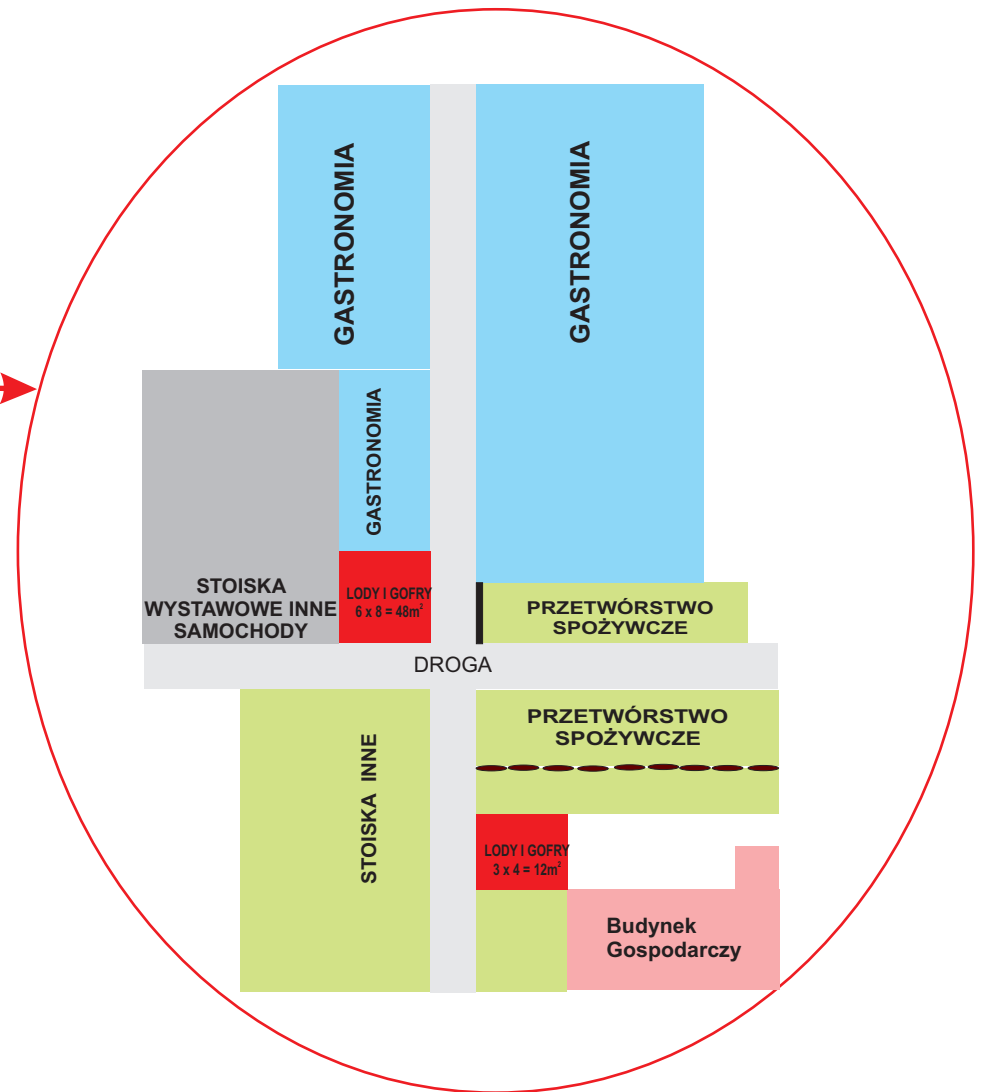 GASTRONOMIA
GASTRONOMIA
GASTRONOMIA
STOISKA
WYSTAWOWE INNE
SAMOCHODY
LODY I GOFRY
6 x 8 = 48m²
PRZETWÓRSTWO
SPOŻYWCZE
DROGA
STOISKA INNE
PRZETWÓRSTWO
SPOŻYWCZE
LODY I GOFRY
3 x 4 = 12m²
Budynek
Gospodarczy